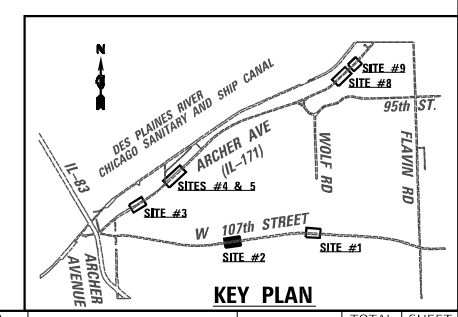 N
SITE #9
SITE #8
DES PLAINES RIVER
CHICAGO SANITARY AND SHIP CANAL
95th ST.
ARCHER AVE
(IL-171)
WOLF RD
FLAVIN RD
IL-83
SITES #4 & 5
SITE #3
W 107th STREET
SITE #1
SITE #2
ARCHER
AVENUE
KEY PLAN
TOTAL
SHEET